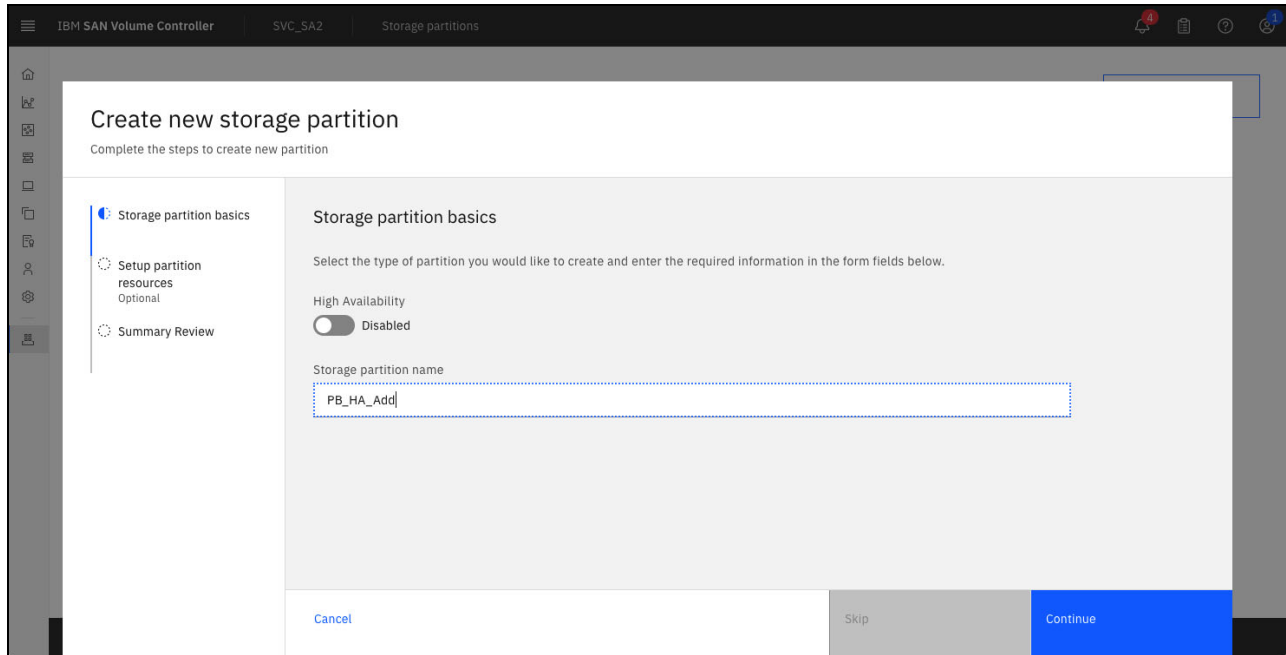 IBM SAN Volume Controller
SVC_SA2
Storage partitions
4
1
Create new storage partition
Complete the steps to create new partition
Storage partition basics
Setup partition
resources
Optional
Summary Review
Storage partition basics
Select the type of partition you would like to create and enter the required information in the form fields below.
High Availability
Disabled
Storage partition name
PB_HA_Add
Cancel
Skip
Continue